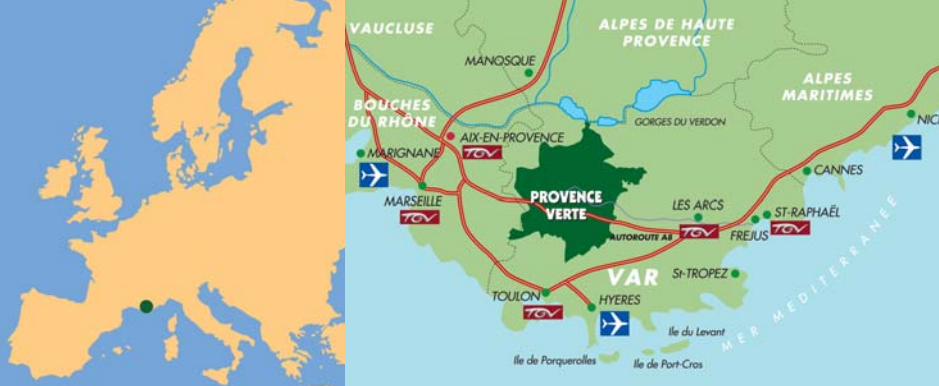 VAUCLUSE
ALPES DE HAUTE
PROVENCE
MANOSQUE
ALPES
MARITIMES
BOUCHES
DU RHÔNE
GORGES DU VERDON
NICE
AIX-EN-PROVENCE
TGV
MARIGNANE
CANNES
MARSEILLE
TGV
PROVENCE
VERTE
LES ARCS
TGV
ST-RAPHAËL
TGV
FREJUS
AUTOROUTE A8
VAR
St-TROPEZ
TOULON
TGV
HYERES
MER MEDITERRANEE
Ile du Levant
Ile de Porquerolles
Ile de Port-Cros